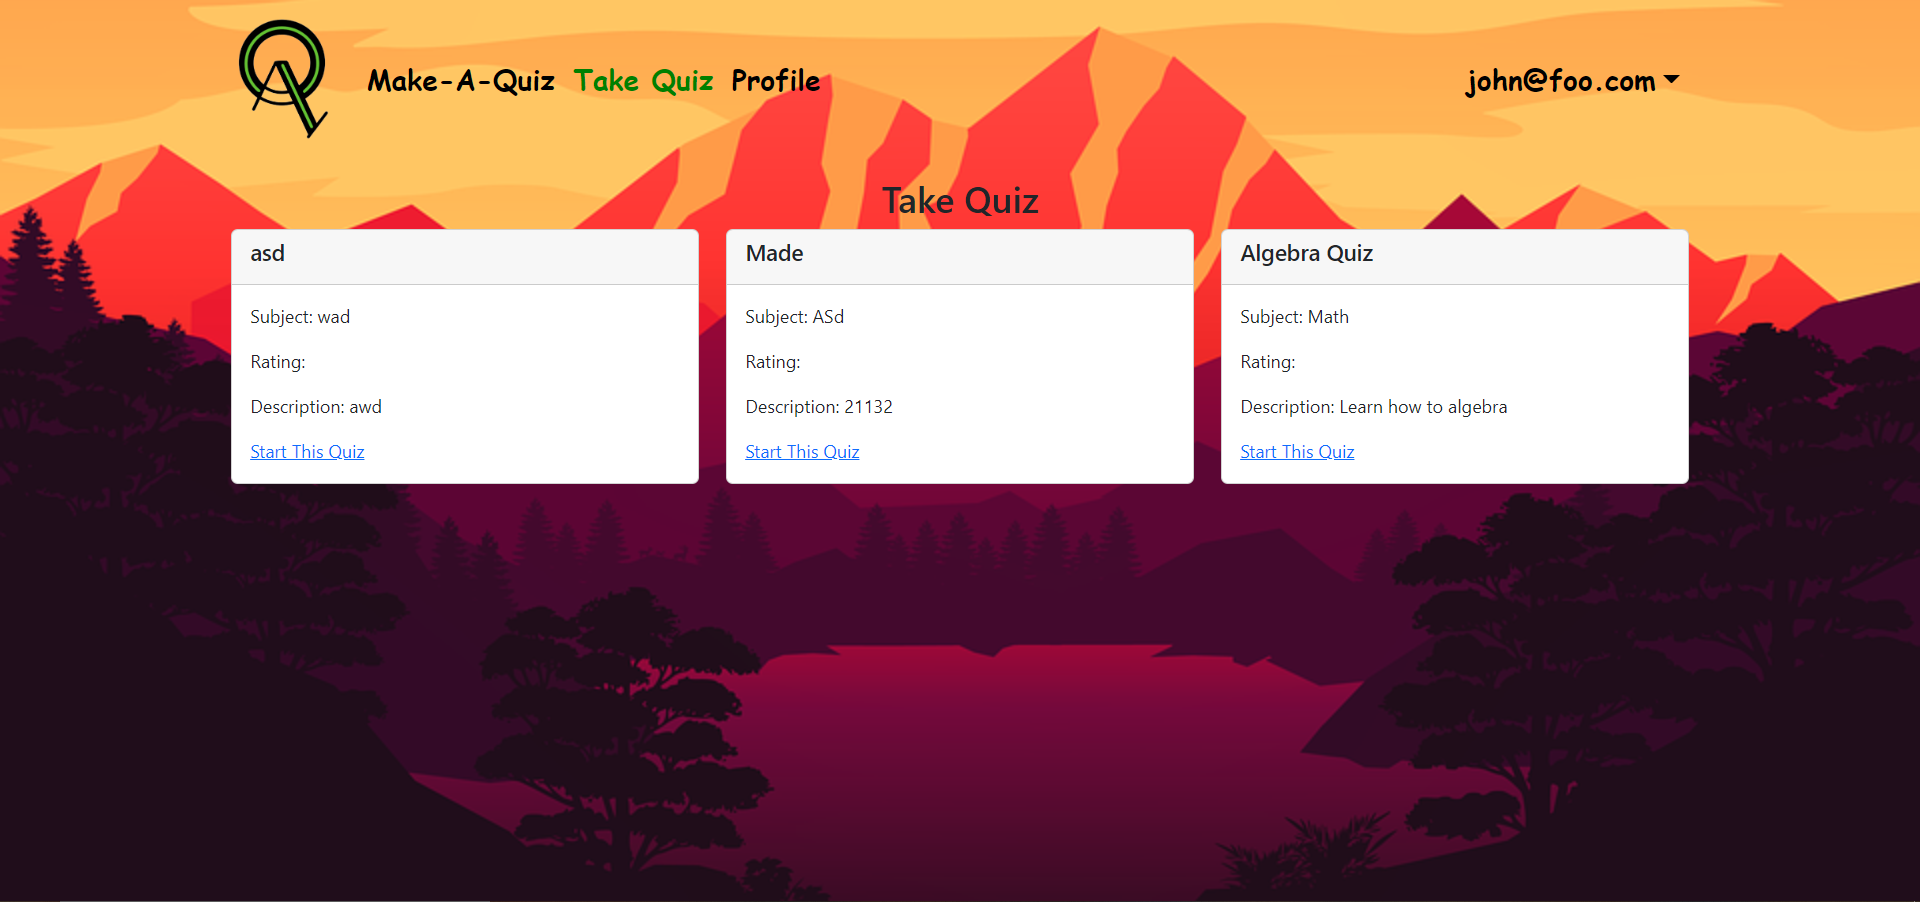 Make-A-Quiz Take Quiz Profile john@foo.com
Take Quiz
asd
Subject: wad
Rating:
Description: awd
Start This Quiz
Made
Subject: ASd
Rating:
Description: 21132
Start This Quiz
Algebra Quiz
Subject: Math
Rating:
Description: Learn how to algebra
Start This Quiz